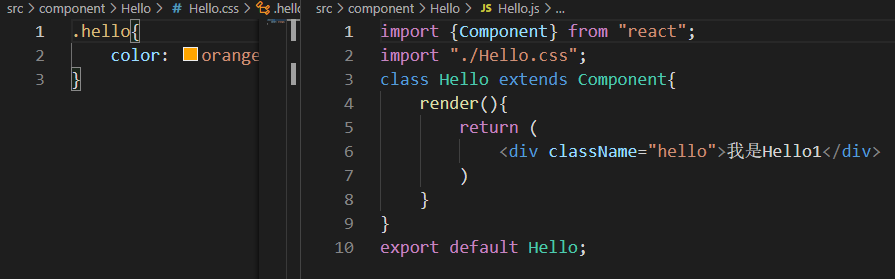 src > component > Hello > # Hello.css > .hello
1 .hello{
2 color: orange
3 }
src > component > Hello > JS Hello.js > ...
1 import {Component} from "react";
2 import "./Hello.css";
3 class Hello extends Component{
4 render(){
5 return (
6 <div className="hello">我是Hello1</div>
7 )
8 }
9 }
10 export default Hello;